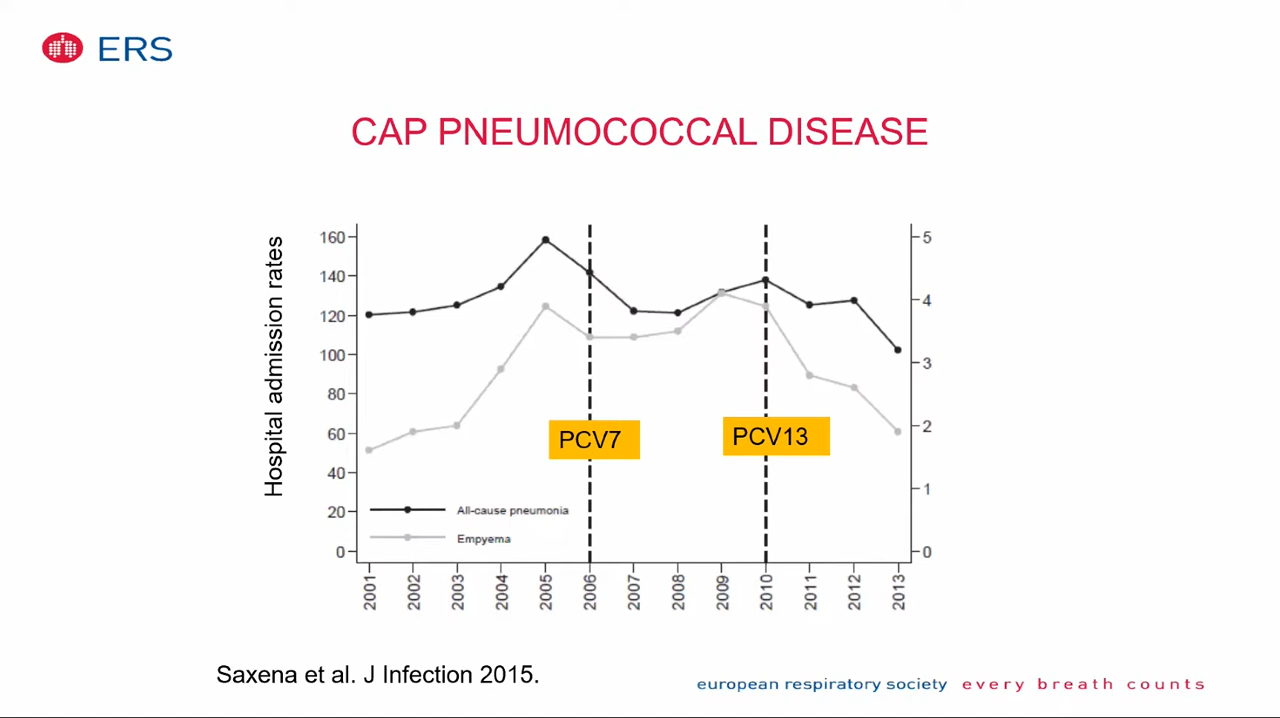 ERS
CAP PNEUMOCOCCAL DISEASE
Hospital admission rates
160
140
120
100
80
60
40
20
0
5
4
3
2
1
0
PCV7
PCV13
All-cause pneumonia
Empyema
2001 2002 2003 2004 2005 2006 2007 2008 2009 2010 2011 2012 2013
Saxena et al. J Infection 2015.
european respiratory society every breath counts